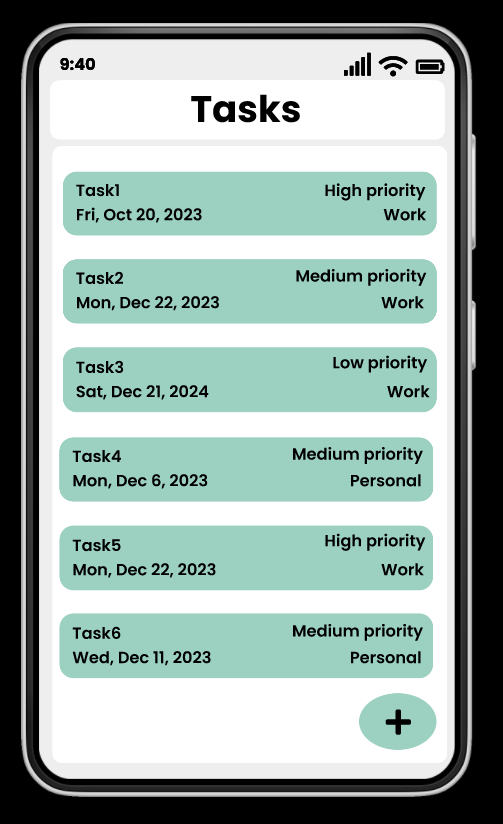 9:40
Tasks
Task1 High priority
Fri, Oct 20, 2023 Work
Task2 Medium priority
Mon, Dec 22, 2023 Work
Task3 Low priority
Sat, Dec 21, 2024 Work
Task4 Medium priority
Mon, Dec 6, 2023 Personal
Task5 High priority
Mon, Dec 22, 2023 Work
Task6 Medium priority
Wed, Dec 11, 2023 Personal